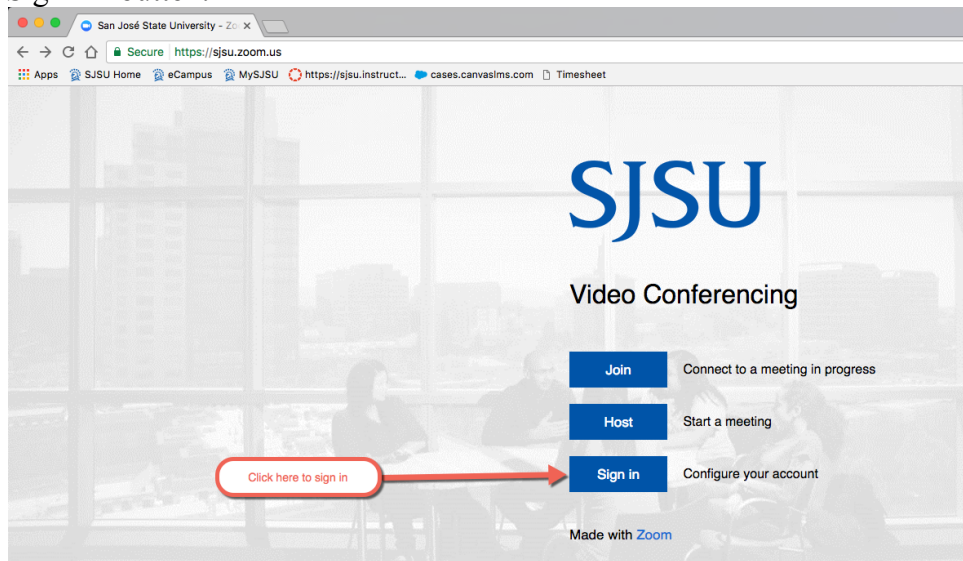 San José State University - Zo
Secure https://sjsu.zoom.us
Apps SJSU Home eCampus MySJSU https://sjsu.instruct... cases.canvaslms.com Timesheet
SJSU
Video Conferencing
Join Connect to a meeting in progress
Host Start a meeting
Click here to sign in Sign in Configure your account
Made with Zoom